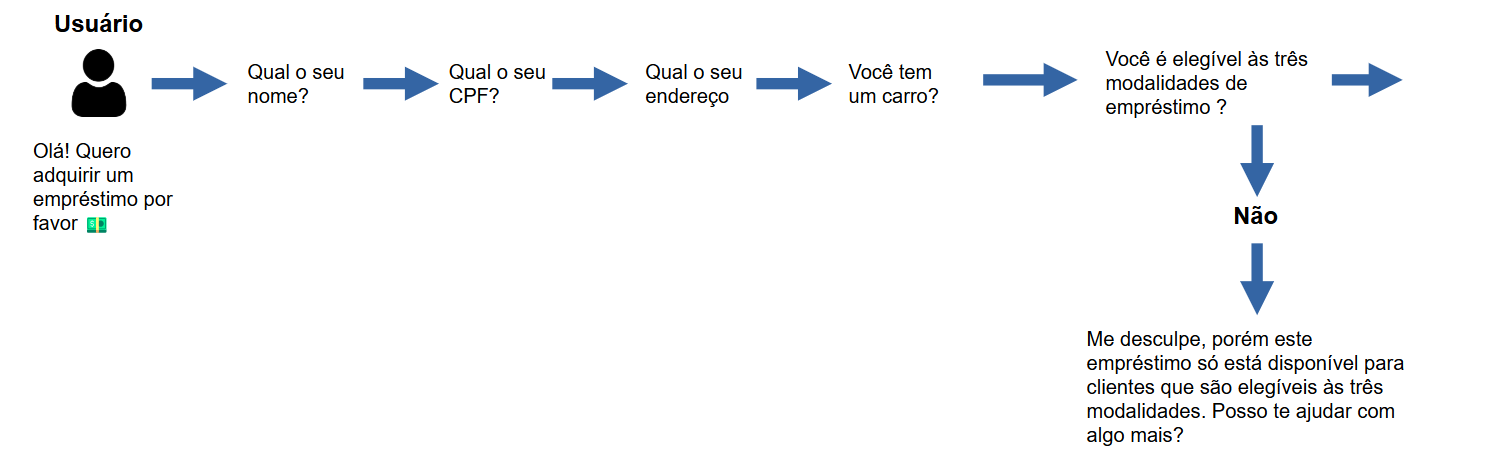 Usuário
Olá! Quero
adquirir um
empréstimo por
favor 💵
Qual o seu
nome?
Qual o seu
CPF?
Qual o seu
endereço
Você tem
um carro?
Você é elegível às três
modalidades de
empréstimo ?
Não
Me desculpe, porém este
empréstimo só está disponível para
clientes que são elegíveis às três
modalidades. Posso te ajudar com
algo mais?